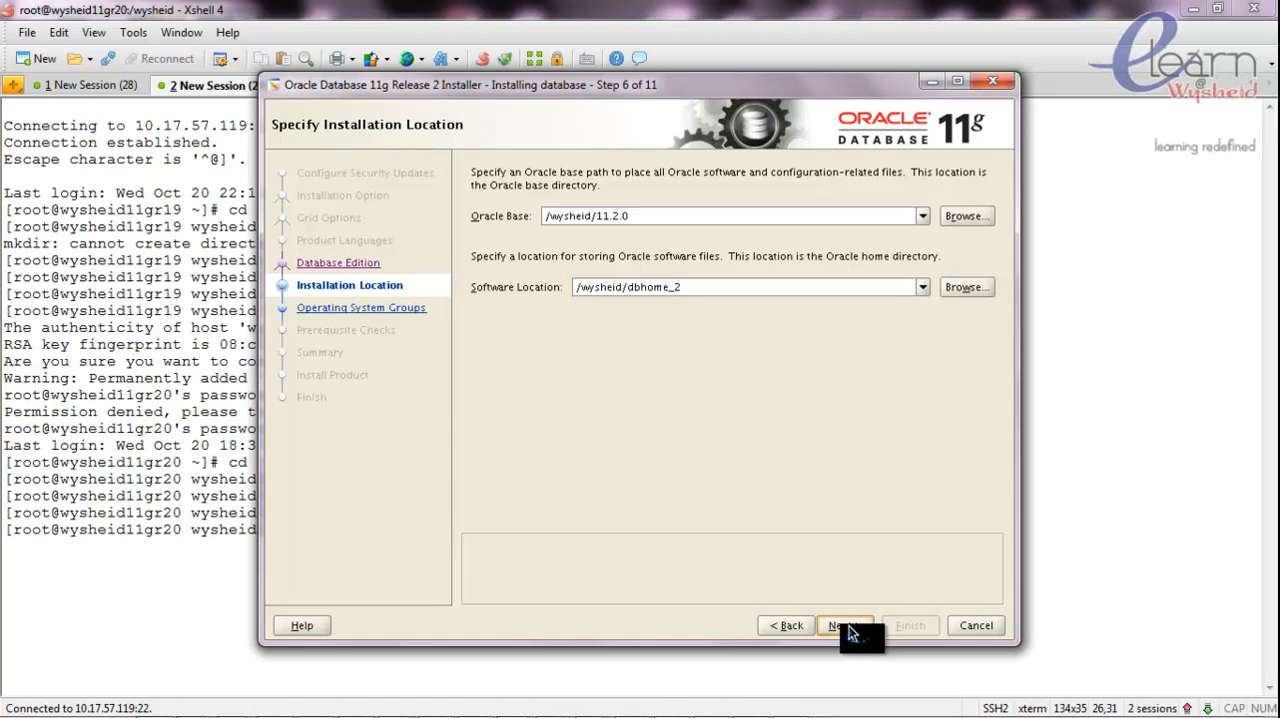 root@wysheid11gr20:/wysheid - Xshell 4
File Edit View Tools Window Help
New Reconnect
1 New Session (28) 2 New Session (2
elearn
@
Wysheid
learning redefined
Connecting to 10.17.57.119:
Connection established.
Escape character is '^@]'.
Last login: Wed Oct 20 22:1
[root@wysheid11gr19 ~]# cd
[root@wysheid11gr19 wysheid
mkdir: cannot create direct
[root@wysheid11gr19 wysheid
[root@wysheid11gr19 wysheid
[root@wysheid11gr19 wysheid
[root@wysheid11gr19 wysheid
The authenticity of host 'w
RSA key fingerprint is 08:c
Are you sure you want to co
Warning: Permanently added
root@wysheid11gr20's passwo
Permission denied, please t
root@wysheid11gr20's passwo
Last login: Wed Oct 20 18:3
[root@wysheid11gr20 ~]# cd
[root@wysheid11gr20 wysheid
[root@wysheid11gr20 wysheid
[root@wysheid11gr20 wysheid
[root@wysheid11gr20 wysheid
Oracle Database 11g Release 2 Installer - Installing database - Step 6 of 11
Specify Installation Location
ORACLE DATABASE 11g
Configure Security Updates
Installation Option
Grid Options
Product Languages
Database Edition
Installation Location
Operating System Groups
Prerequisite Checks
Summary
Install Product
Finish
Specify an Oracle base path to place all Oracle software and configuration-related files. This location is
the Oracle base directory.
Oracle Base: /wysheid/11.2.0 Browse...
Specify a location for storing Oracle software files. This location is the Oracle home directory.
Software Location: /wysheid/dbhome_2 Browse...
Help < Back Finish Cancel
Connected to 10.17.57.119:22. SSH2 xterm 134x35 26,31 2 sessions CAP NUM